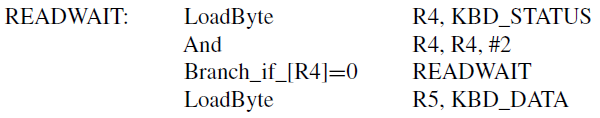 READWAIT: LoadByte R4, KBD_STATUS
And R4, R4, #2
Branch_if_[R4]=0 READWAIT
LoadByte R5, KBD_DATA